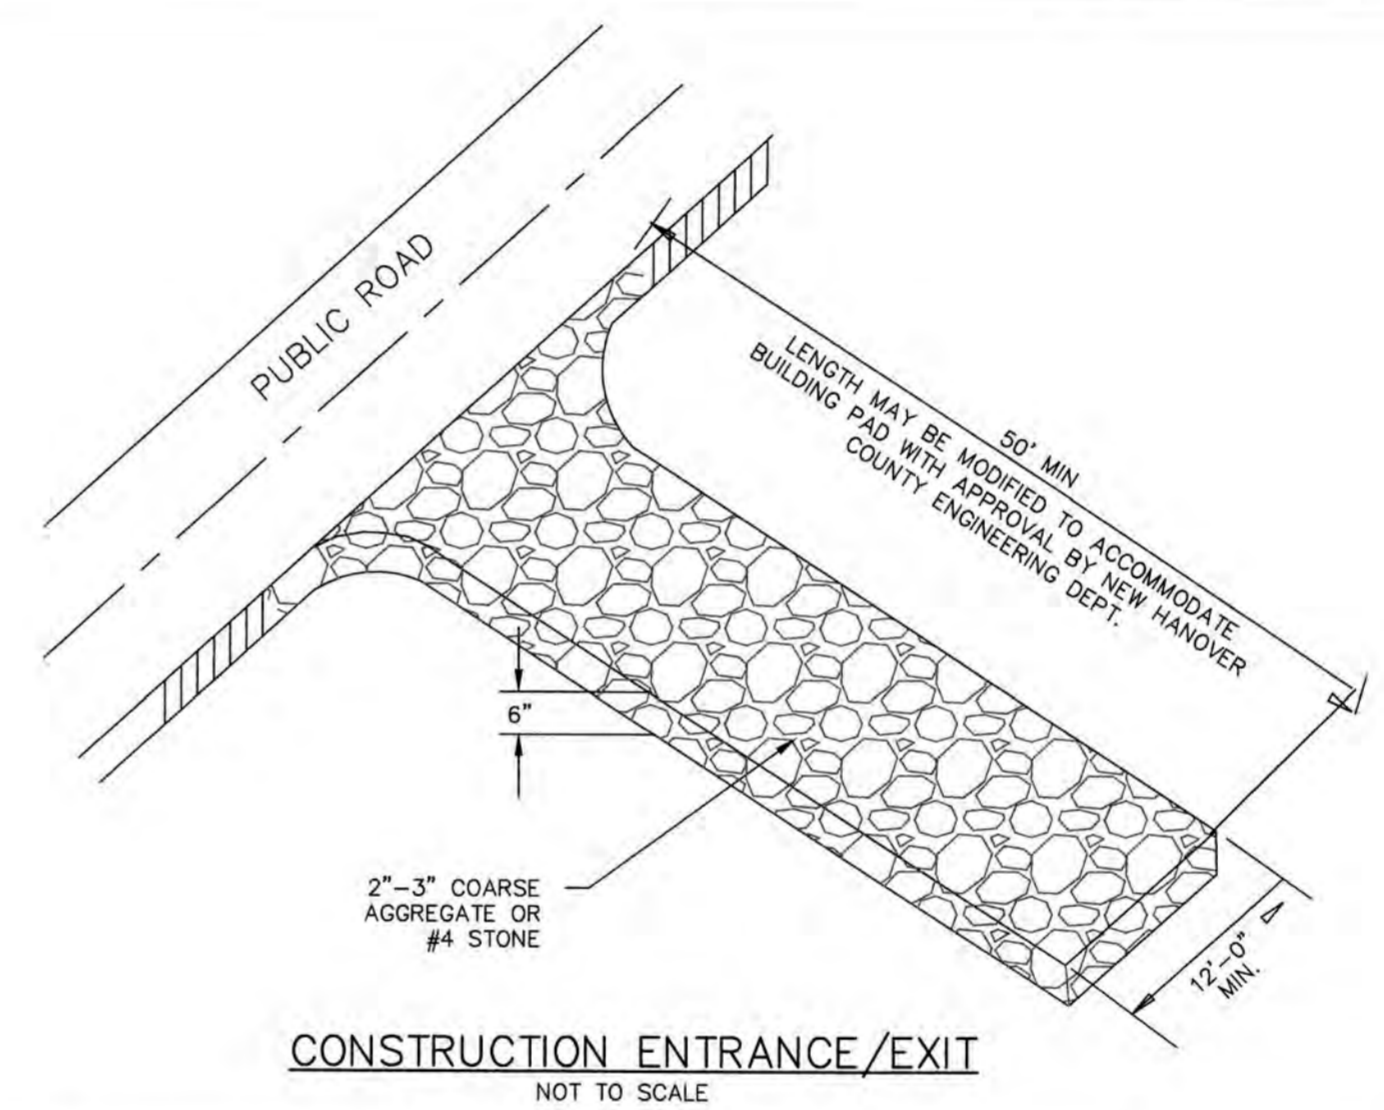 PUBLIC ROAD
50' MIN
LENGTH MAY BE MODIFIED TO ACCOMMODATE
BUILDING PAD WITH APPROVAL BY NEW HANOVER
COUNTY ENGINEERING DEPT.
6"
2"-3" COARSE
AGGREGATE OR
#4 STONE
12'-0"
MIN.
CONSTRUCTION ENTRANCE/EXIT
NOT TO SCALE